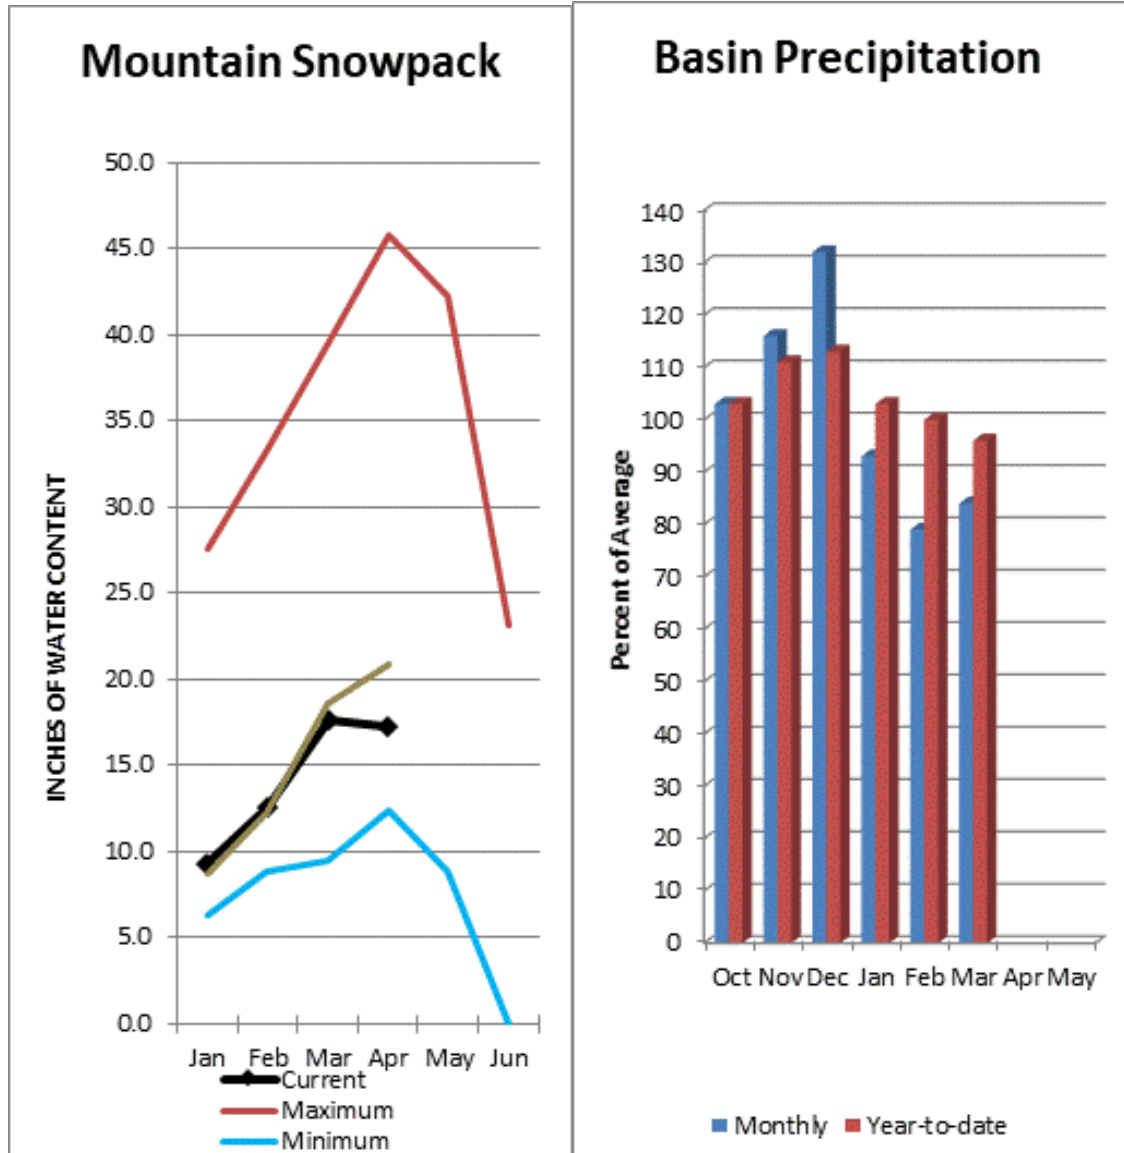 Mountain Snowpack
INCHES OF WATER CONTENT
50.0
45.0
40.0
35.0
30.0
25.0
20.0
15.0
10.0
5.0
0.0
Jan Feb Mar Apr May Jun
Current
Maximum
Minimum
Basin Precipitation
Percent of Average
140
130
120
110
100
90
80
70
60
50
40
30
20
10
0
Oct Nov Dec Jan Feb Mar Apr May
Monthly Year-to-date